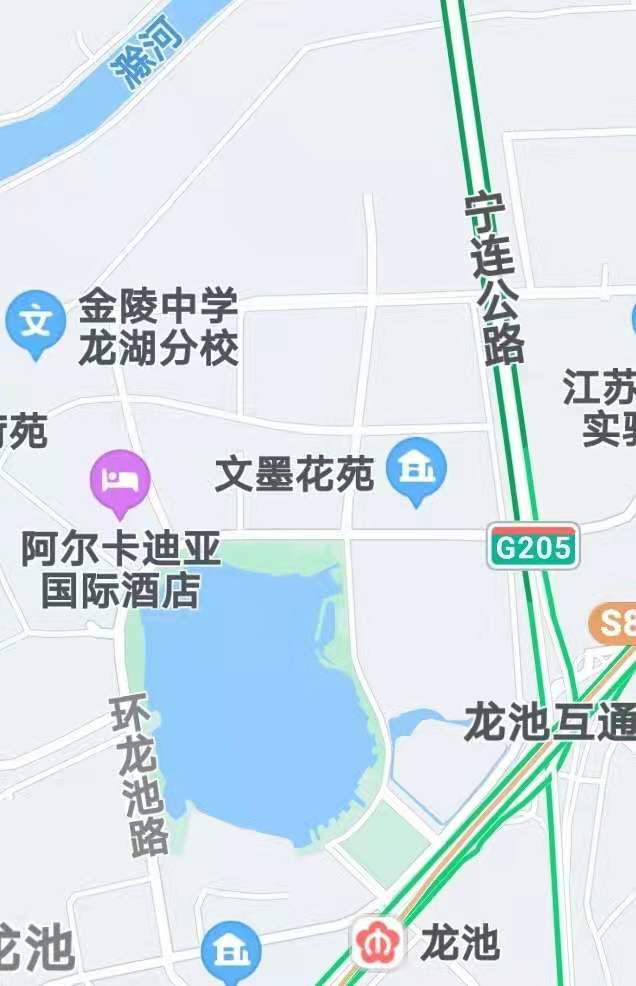 滁河
宁连公路
金陵中学
龙湖分校
江苏
实验
苑
文墨花苑
阿尔卡迪亚
国际酒店
G205
S8
龙池互通
环龙池路
龙池
龙池